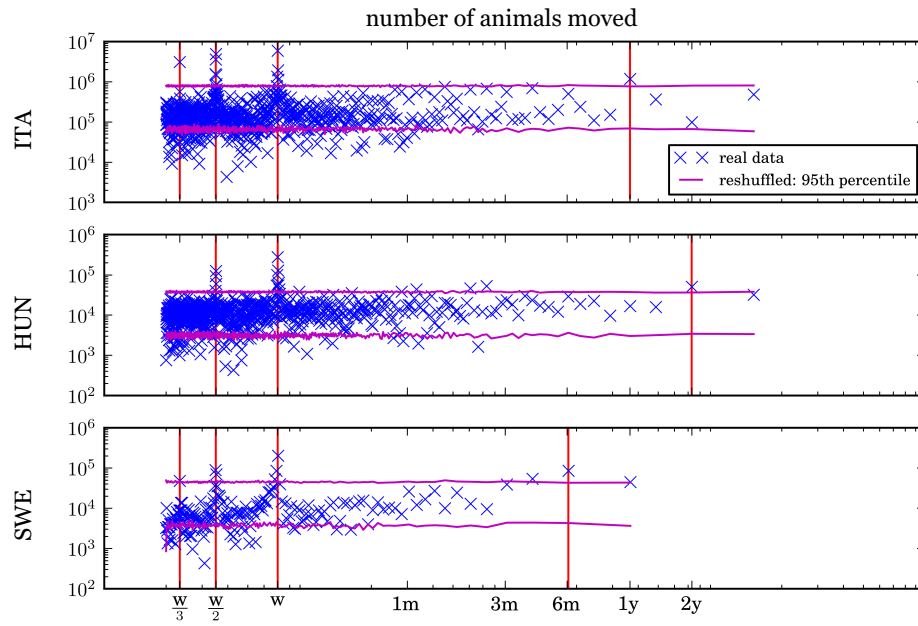 number of animals moved
ITA
10^7
10^6
10^5
10^4
10^3
real data
reshuffled: 95th percentile
HUN
10^6
10^5
10^4
10^3
10^2
SWE
10^6
10^5
10^4
10^3
10^2
w/3 w/2 w 1m 3m 6m 1y 2y